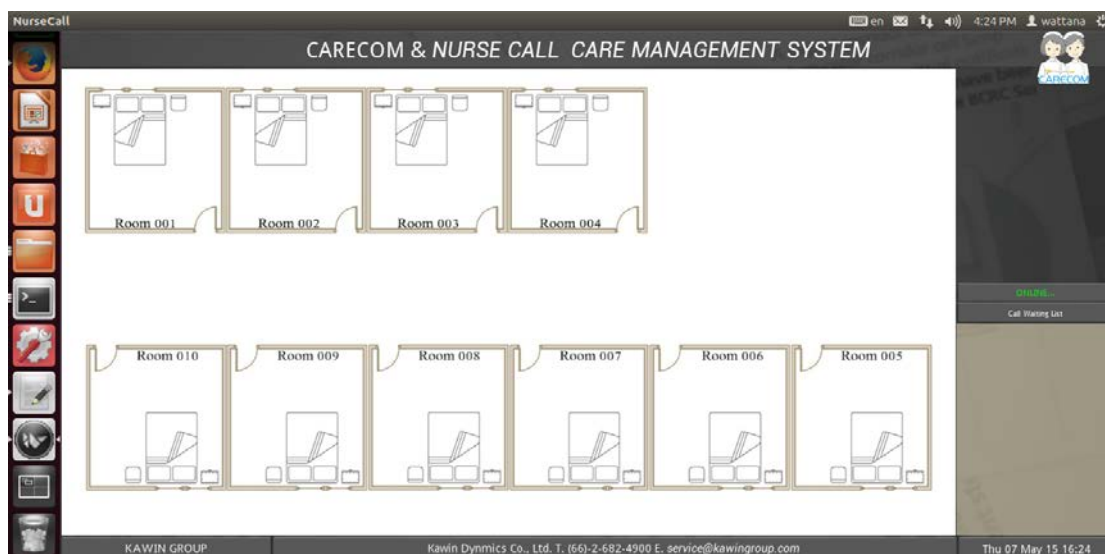 NurseCall
en
4:24 PM
wattana
CARECOM & NURSE CALL CARE MANAGEMENT SYSTEM
CARECOM
Room 001
Room 002
Room 003
Room 004
ONLINE...
Call Waiting List
Room 010
Room 009
Room 008
Room 007
Room 006
Room 005
KAWIN GROUP
Kawin Dynmics Co., Ltd. T. (66)-2-682-4900 E. service@kawingroup.com
Thu 07 May 15 16:24